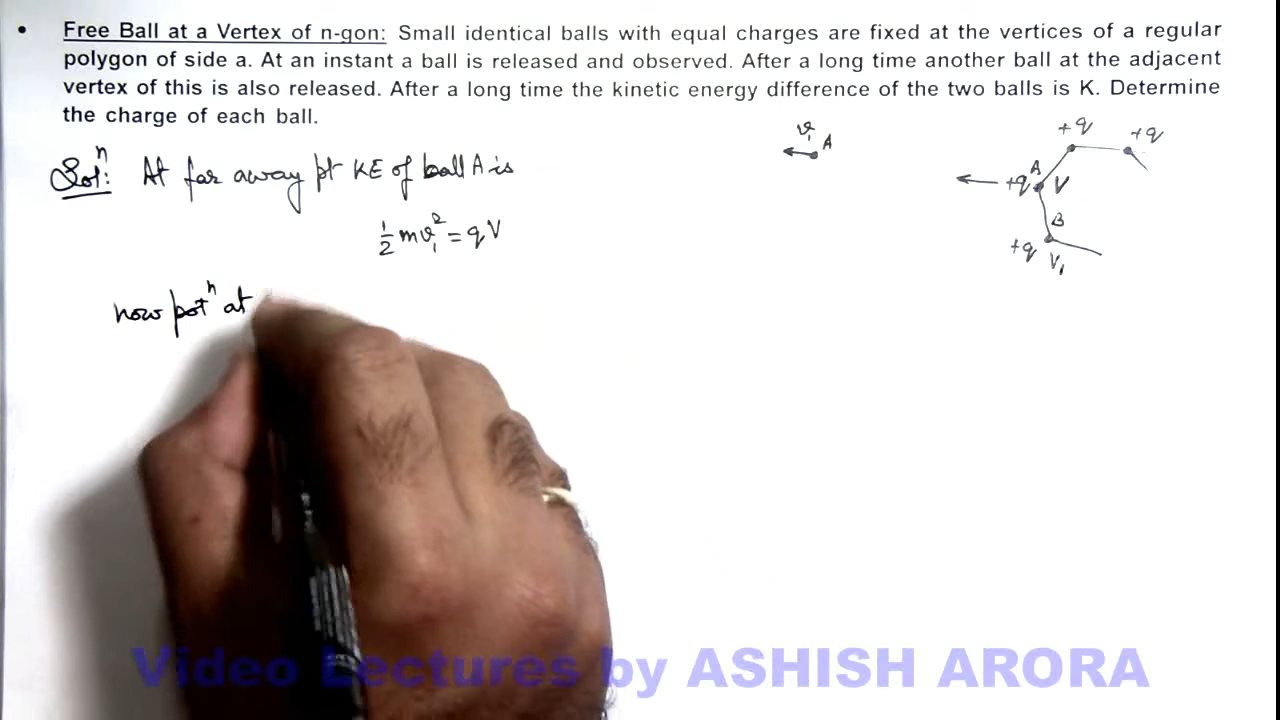 • Free Ball at a Vertex of n-gon: Small identical balls with equal charges are fixed at the vertices of a regular
polygon of side a. At an instant a ball is released and observed. After a long time another ball at the adjacent
vertex of this is also released. After a long time the kinetic energy difference of the two balls is K. Determine
the charge of each ball.
Solⁿ: At far away pt KE of ball A is
½mv₁² = qV
now potⁿ at
v₁ A
+q +q
A +q V
B
+q V₁
Video Lectures by ASHISH ARORA